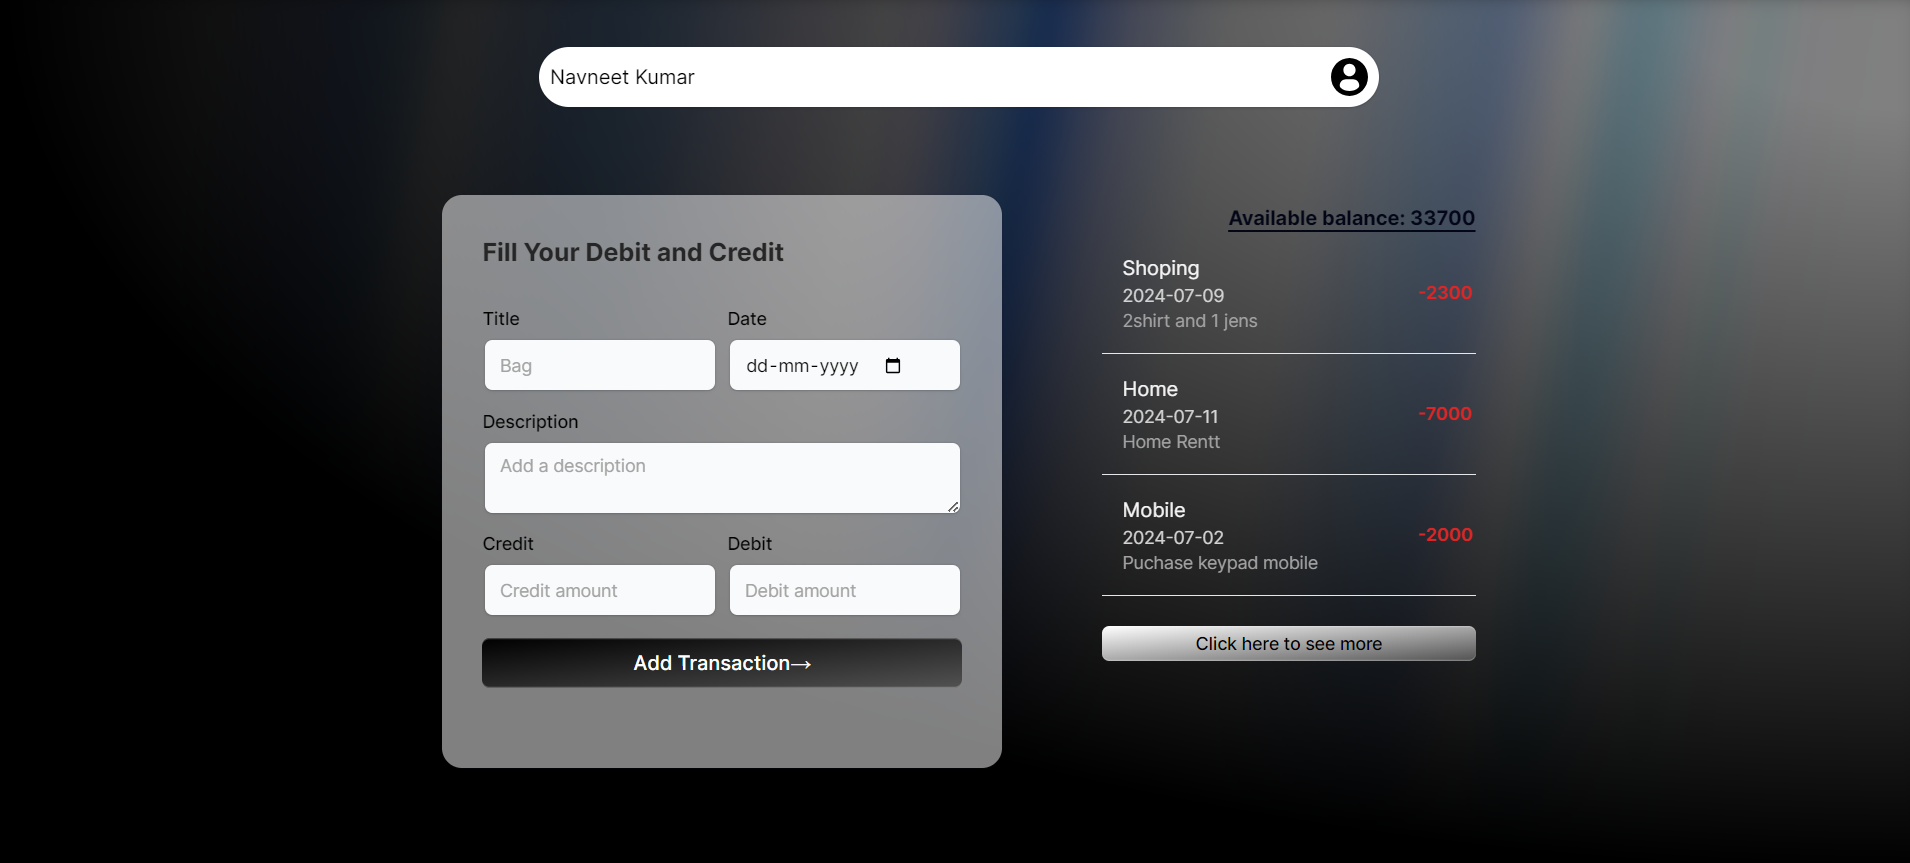 Navneet Kumar
Fill Your Debit and Credit
Title
Date
Bag
dd-mm-yyyy
Description
Add a description
Credit
Debit
Credit amount
Debit amount
Add Transaction→
Available balance: 33700
Shoping
2024-07-09
-2300
2shirt and 1 jens
Home
2024-07-11
-7000
Home Rentt
Mobile
2024-07-02
-2000
Puchase keypad mobile
Click here to see more